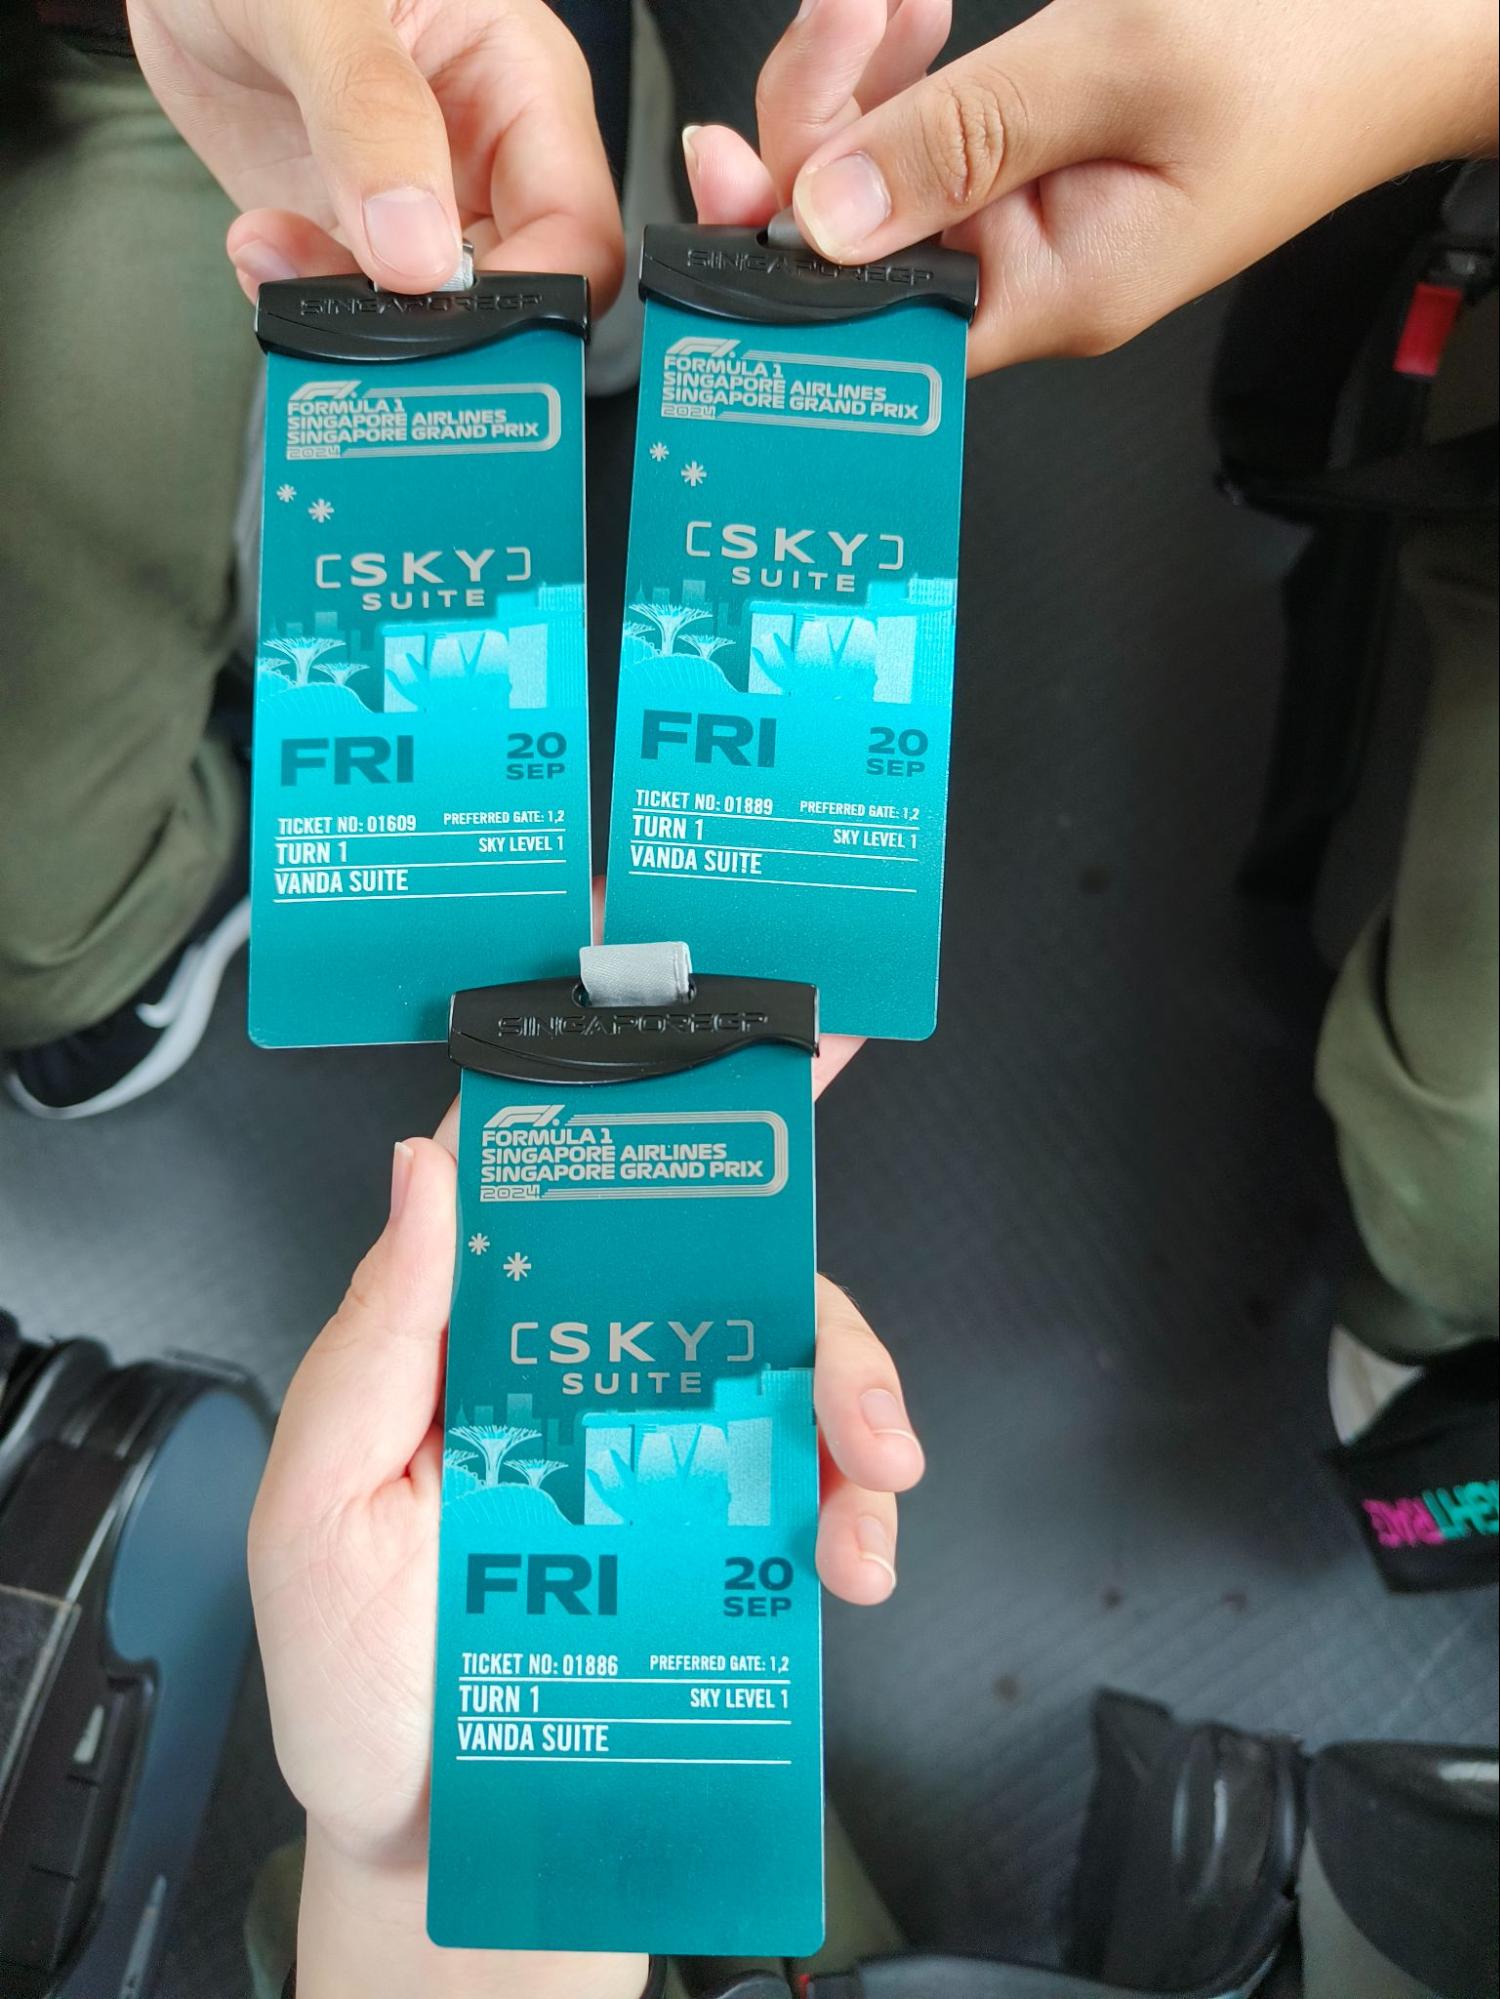 SINGAPOREGP
F1
FORMULA 1
SINGAPORE AIRLINES
SINGAPORE GRAND PRIX
2024
[SKY]
SUITE
FRI
20
SEP
TICKET NO: 01609 PREFERRED GATE: 1,2
TURN 1 SKY LEVEL 1
VANDA SUITE
SINGAPOREGP
F1
FORMULA 1
SINGAPORE AIRLINES
SINGAPORE GRAND PRIX
2024
[SKY]
SUITE
FRI
20
SEP
TICKET NO: 01889 PREFERRED GATE: 1,2
TURN 1 SKY LEVEL 1
VANDA SUITE
SINGAPOREGP
F1
FORMULA 1
SINGAPORE AIRLINES
SINGAPORE GRAND PRIX
2024
[SKY]
SUITE
FRI
20
SEP
TICKET NO: 01886 PREFERRED GATE: 1,2
TURN 1 SKY LEVEL 1
VANDA SUITE